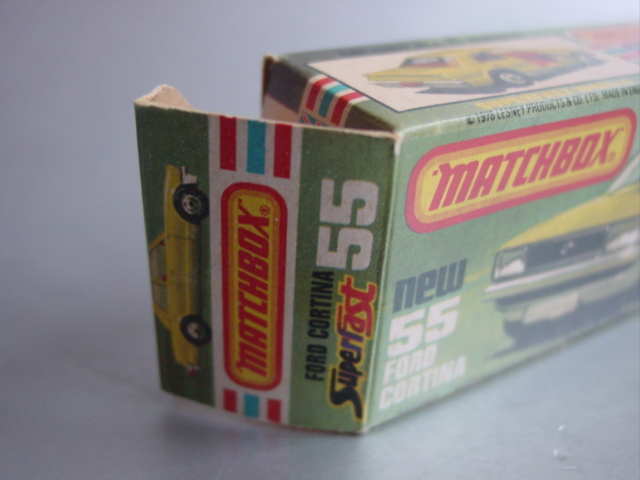 © 1978 LESNEY PRODUCTS & CO. LTD. MADE IN
MATCHBOX
new
55
FORD
CORTINA
MATCHBOX®
FORD CORTINA
55
Superfast